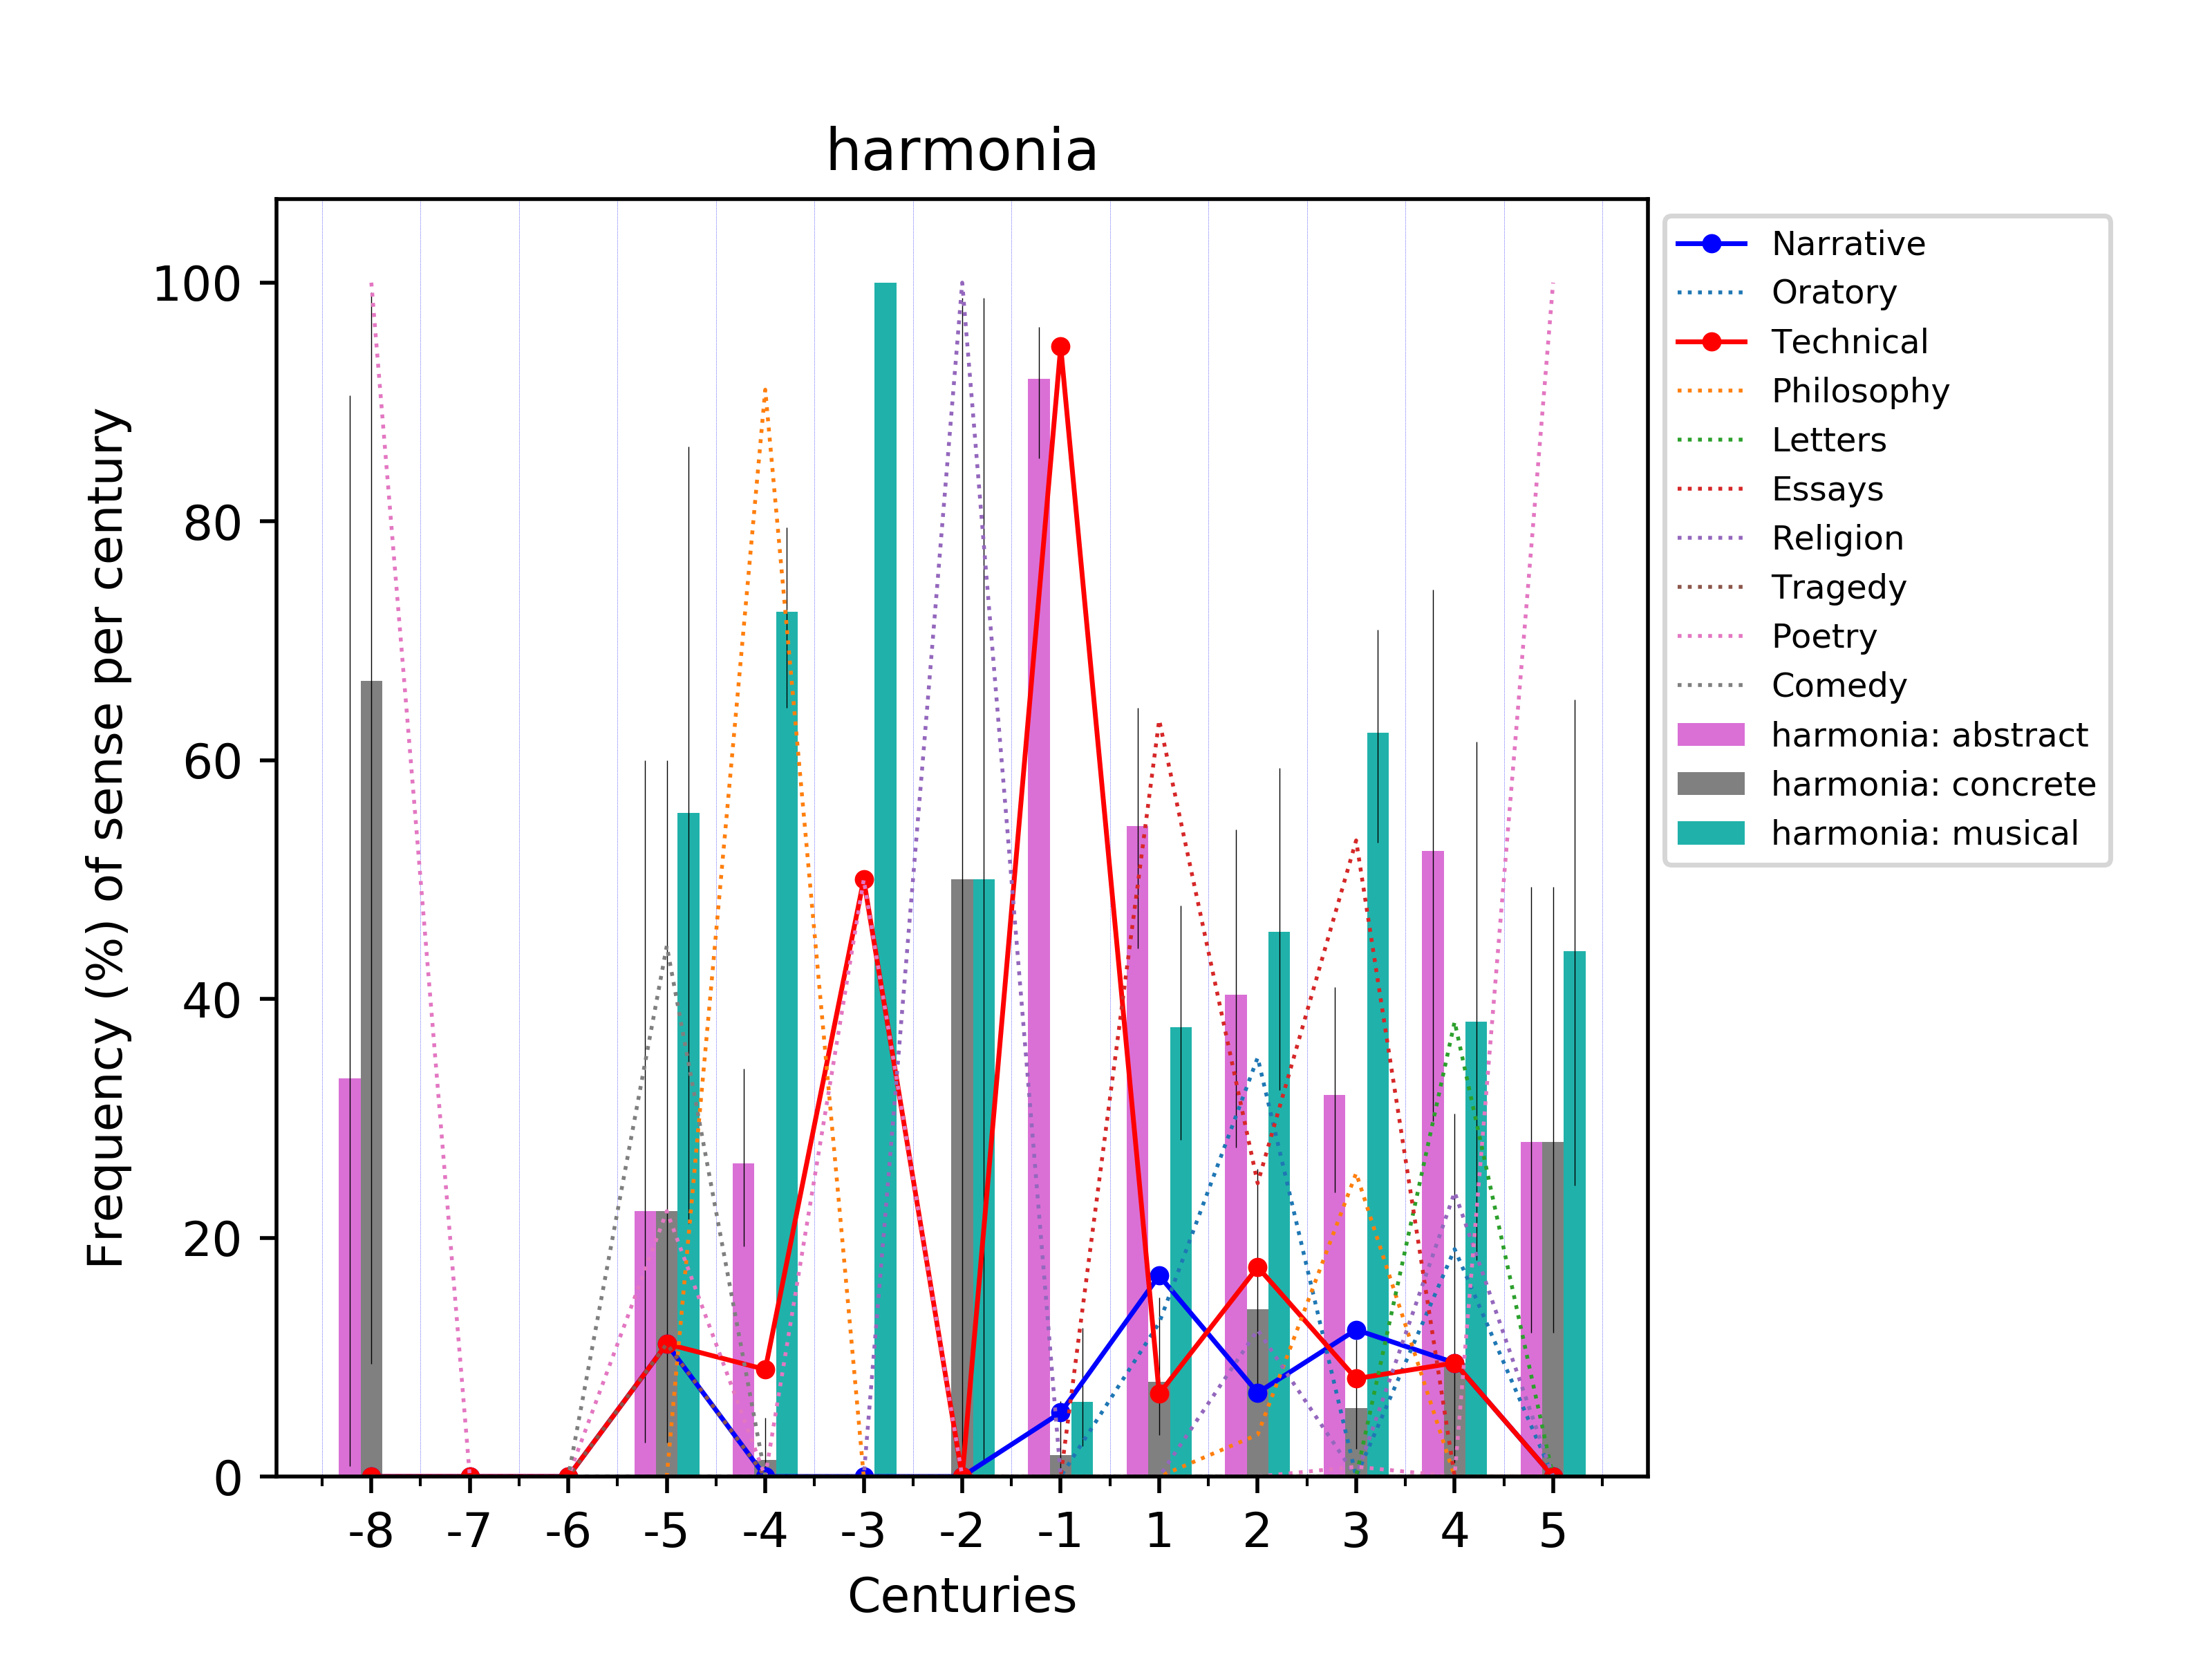 harmonia
Frequency (%) of sense per century
100
80
60
40
20
0
-8 -7 -6 -5 -4 -3 -2 -1 1 2 3 4 5
Centuries
Narrative
Oratory
Technical
Philosophy
Letters
Essays
Religion
Tragedy
Poetry
Comedy
harmonia: abstract
harmonia: concrete
harmonia: musical